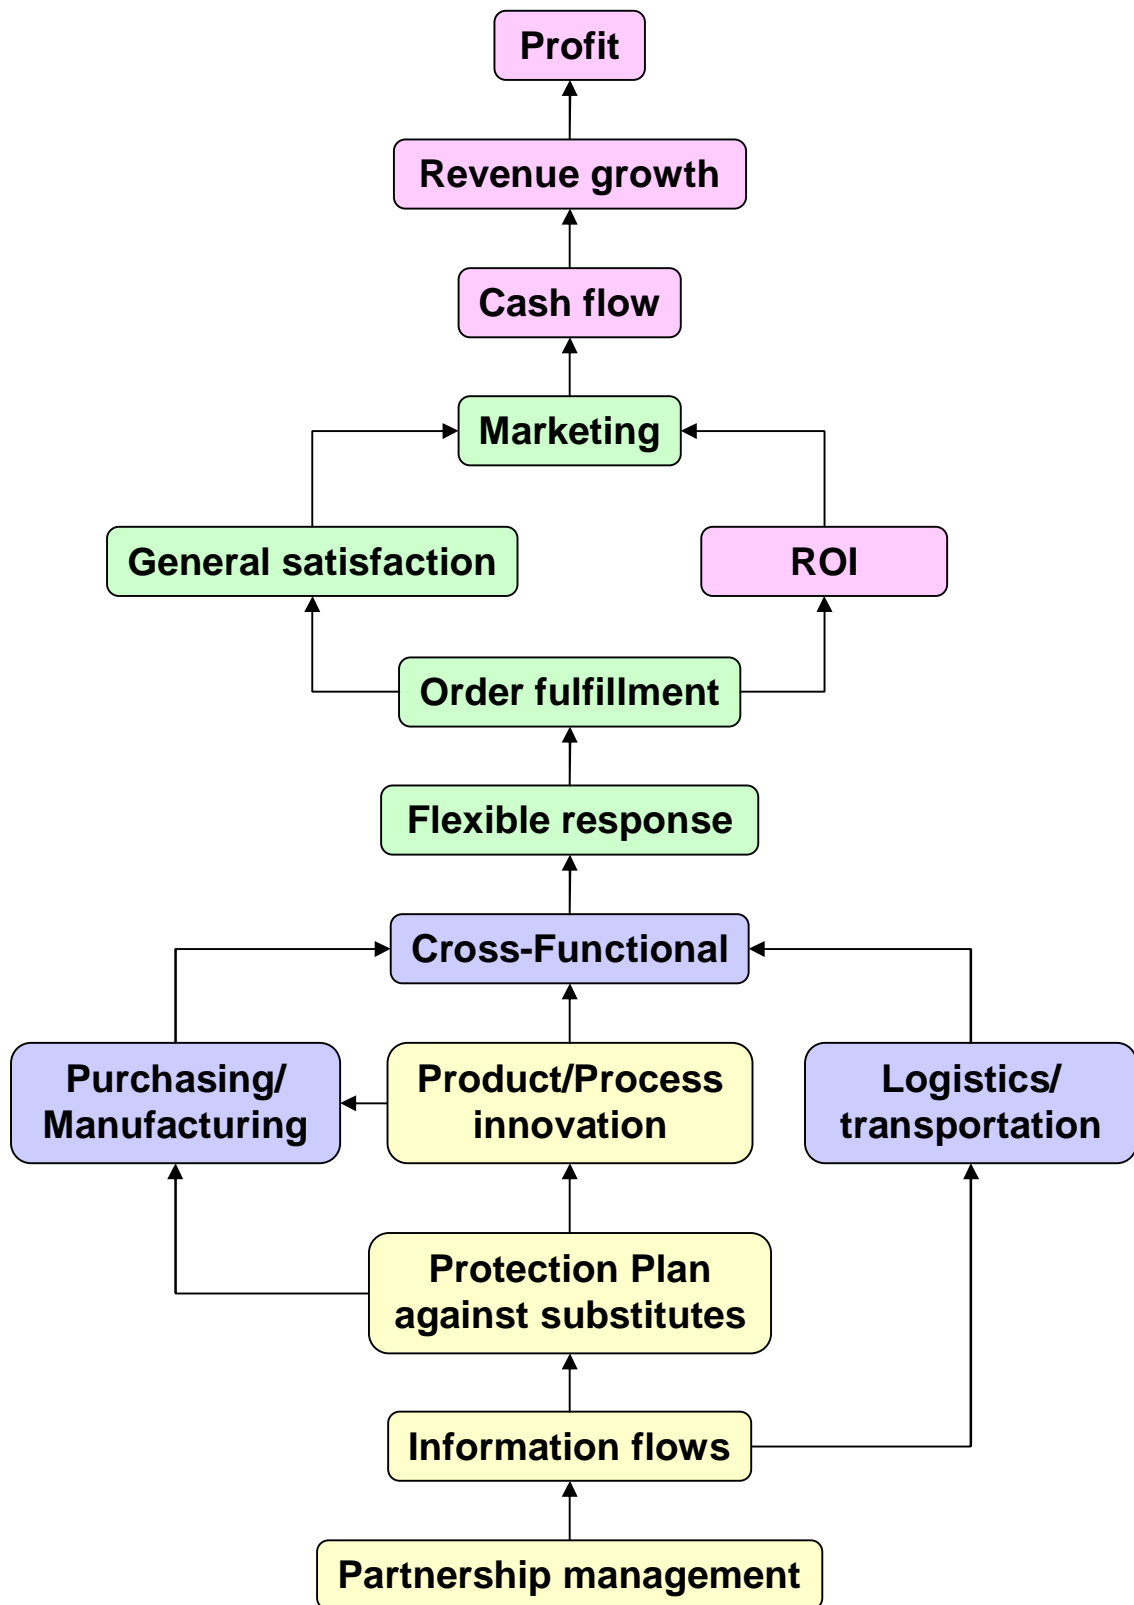 Profit
Revenue growth
Cash flow
Marketing
General satisfaction
ROI
Order fulfillment
Flexible response
Cross-Functional
Purchasing/
Manufacturing
Product/Process
innovation
Logistics/
transportation
Protection Plan
against substitutes
Information flows
Partnership management